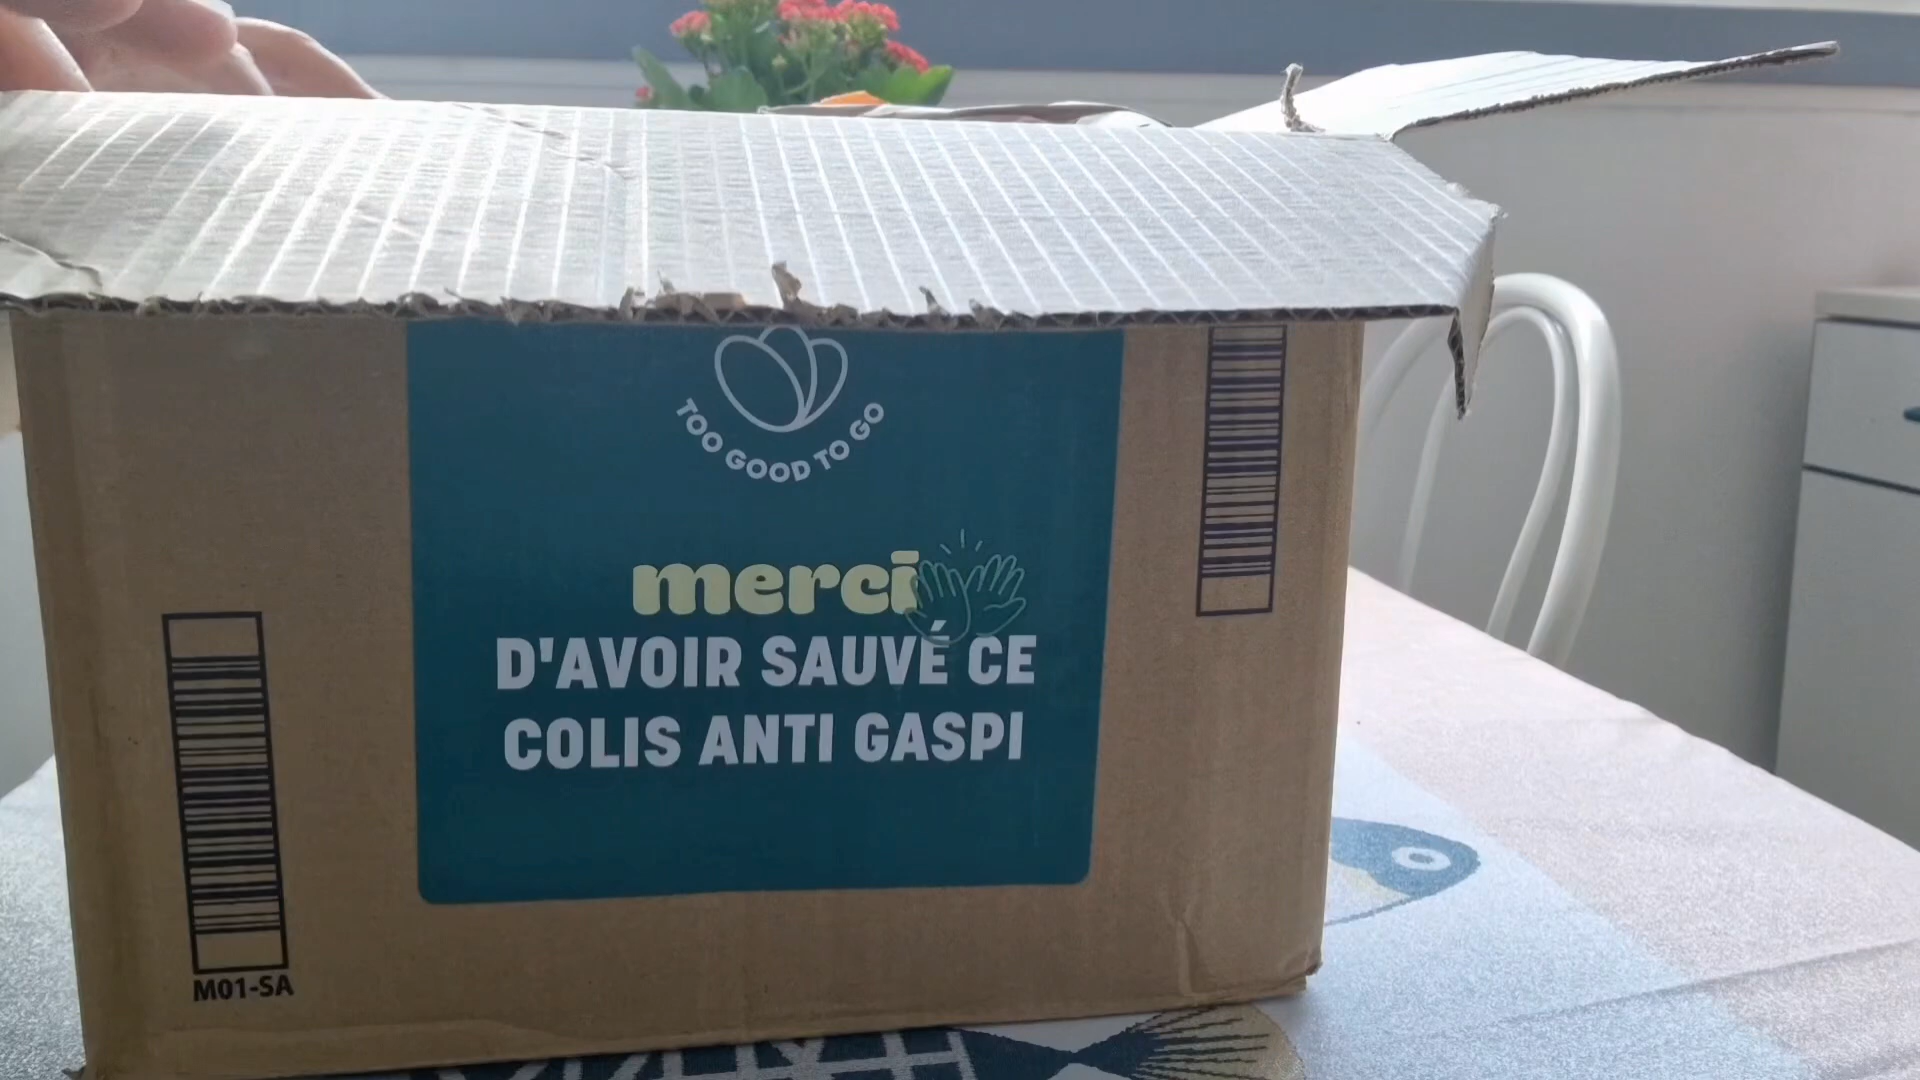 TOO GOOD TO GO
merci
D'AVOIR SAUVÉ CE
COLIS ANTI GASPI
M01-SA